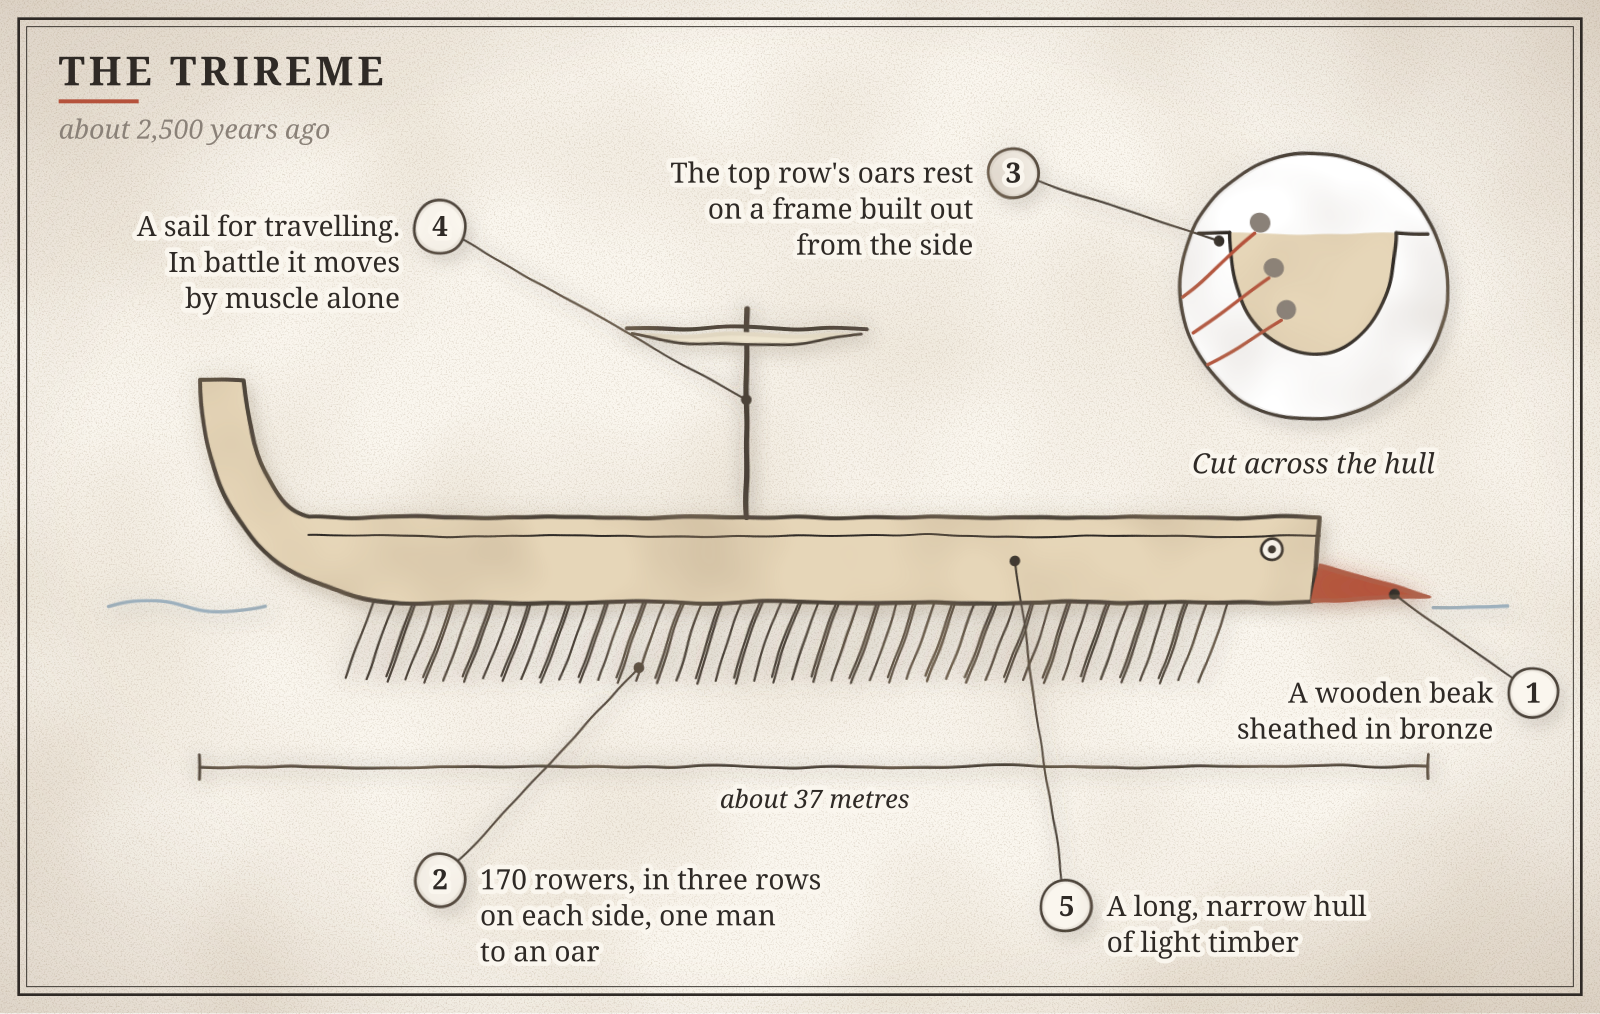 THE TRIREME
about 2,500 years ago
4
A sail for travelling.
In battle it moves
by muscle alone
3
The top row's oars rest
on a frame built out
from the side
Cut across the hull
1
A wooden beak
sheathed in bronze
about 37 metres
2
170 rowers, in three rows
on each side, one man
to an oar
5
A long, narrow hull
of light timber